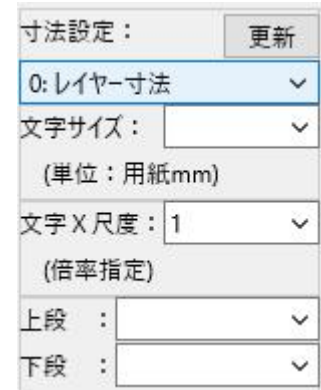 寸法設定： 更新
0: レイヤー寸法
文字サイズ：
(単位：用紙mm)
文字X尺度： 1
(倍率指定)
上段 ：
下段 ：